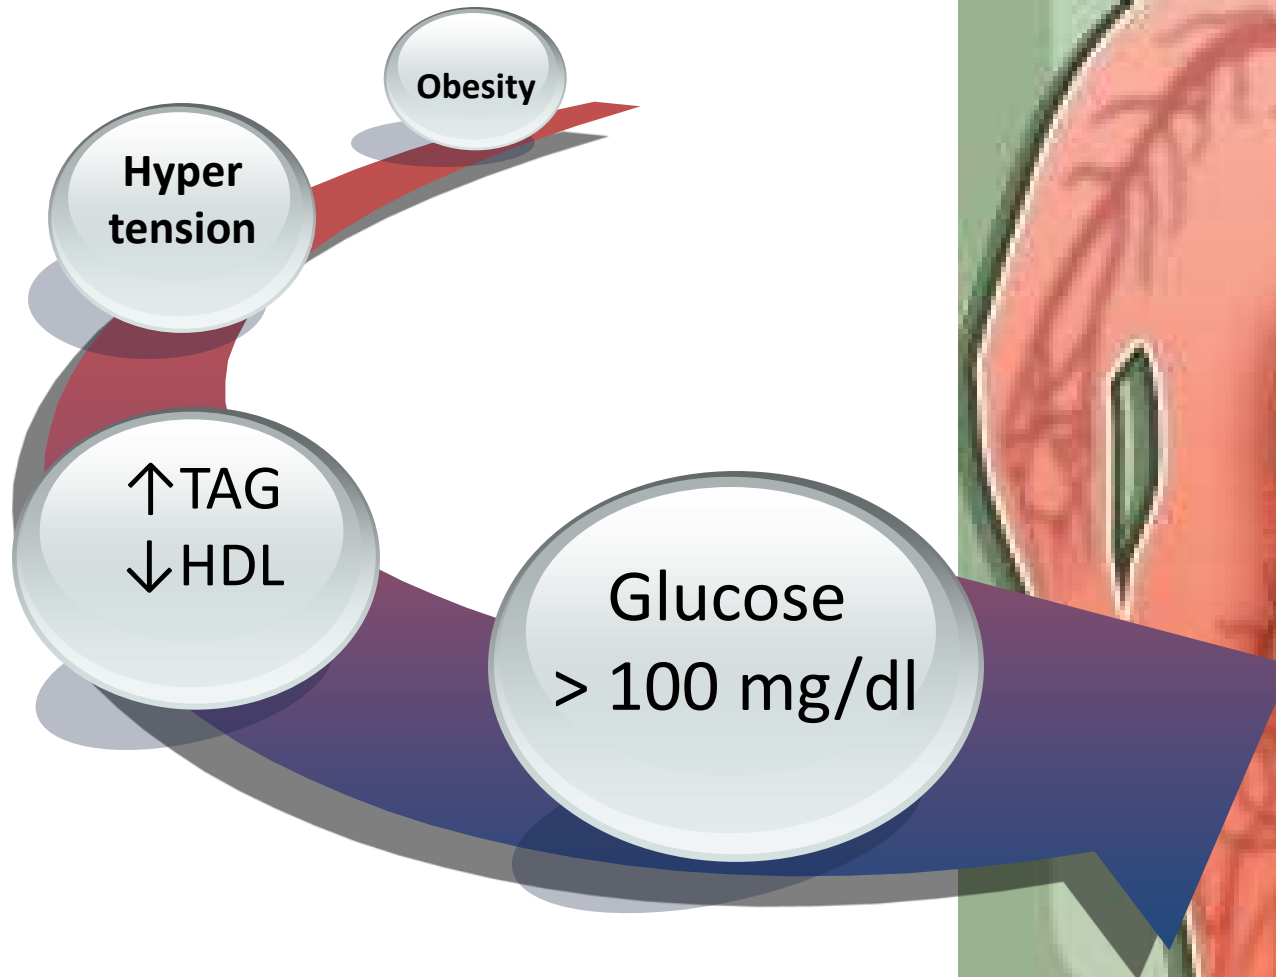 Obesity
Hyper
tension
↑TAG
↓HDL
Glucose
> 100 mg/dl